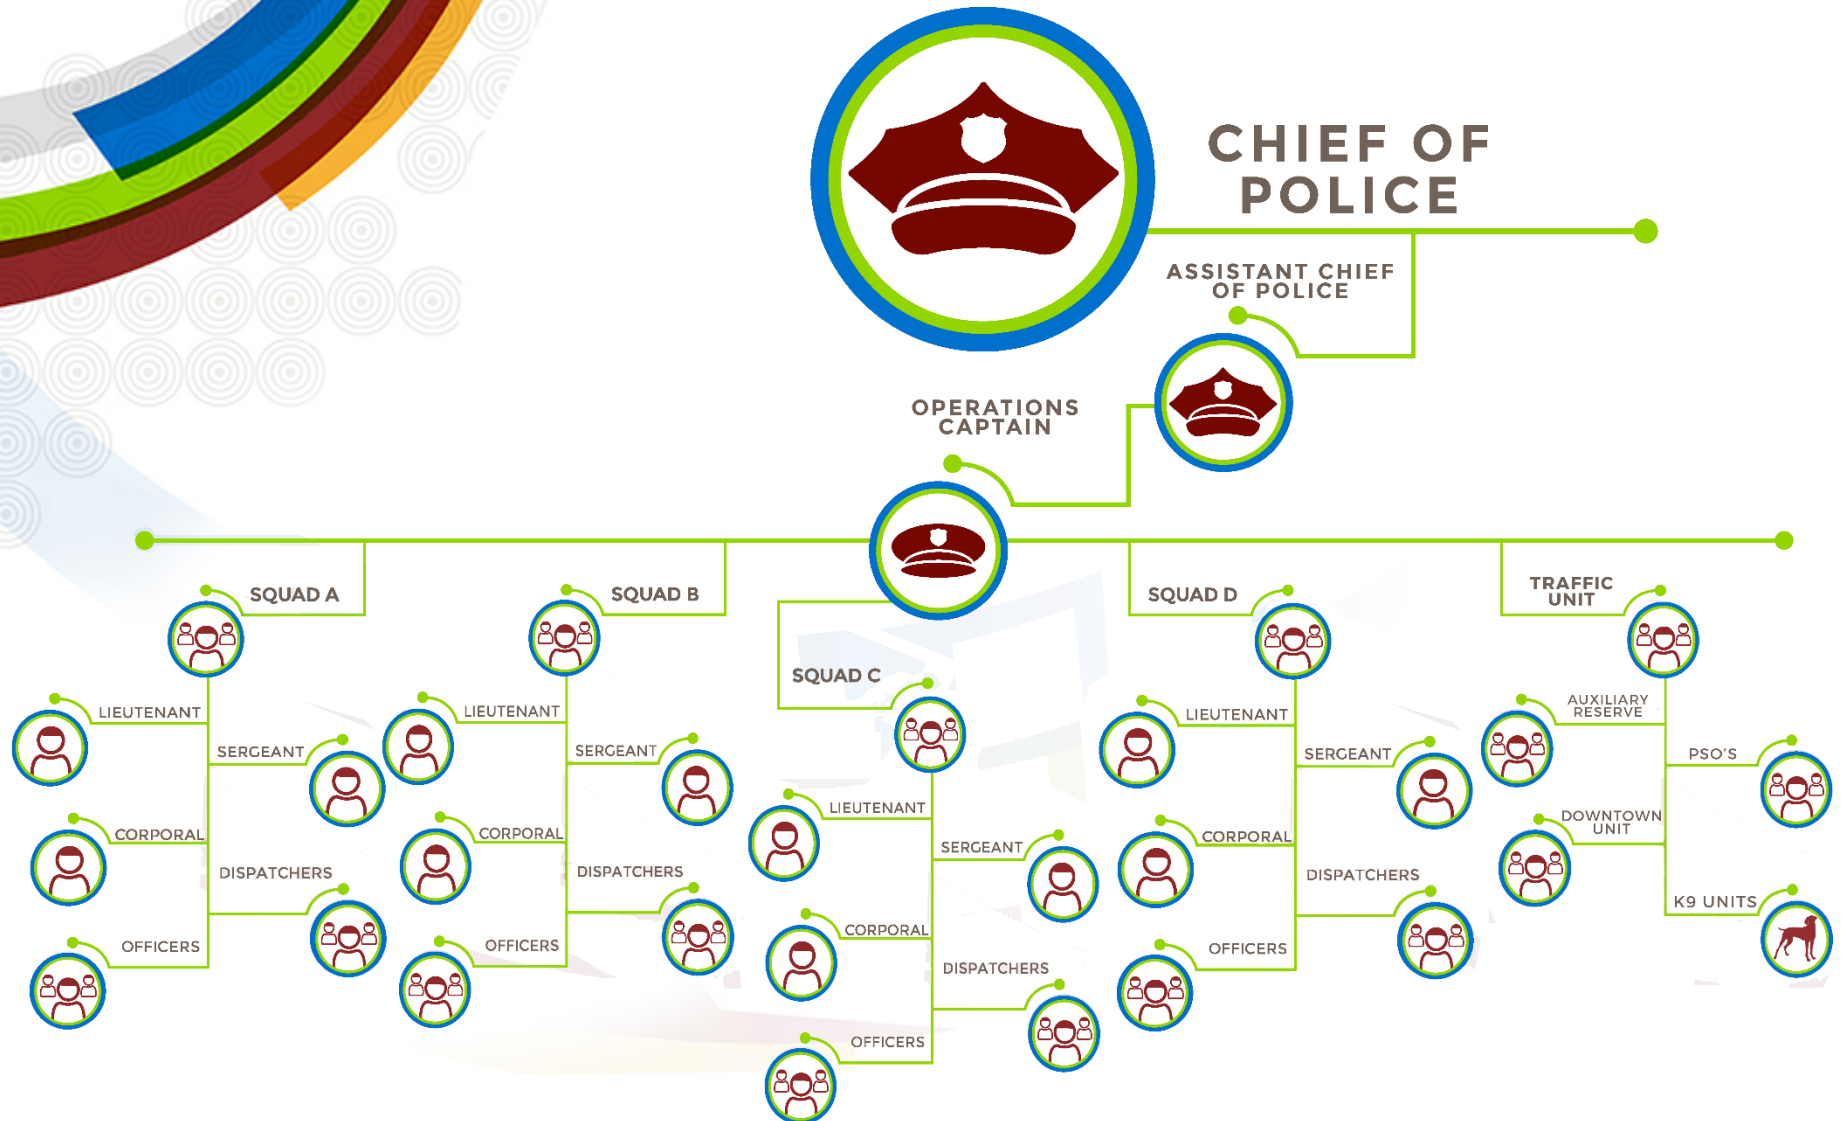 CHIEF OF
POLICE
ASSISTANT CHIEF
OF POLICE
OPERATIONS
CAPTAIN
SQUAD A
LIEUTENANT
SERGEANT
CORPORAL
DISPATCHERS
OFFICERS
SQUAD B
LIEUTENANT
SERGEANT
CORPORAL
DISPATCHERS
OFFICERS
SQUAD C
LIEUTENANT
SERGEANT
CORPORAL
DISPATCHERS
OFFICERS
SQUAD D
LIEUTENANT
SERGEANT
CORPORAL
DISPATCHERS
OFFICERS
TRAFFIC
UNIT
AUXILIARY
RESERVE
PSO'S
DOWNTOWN
UNIT
K9 UNITS